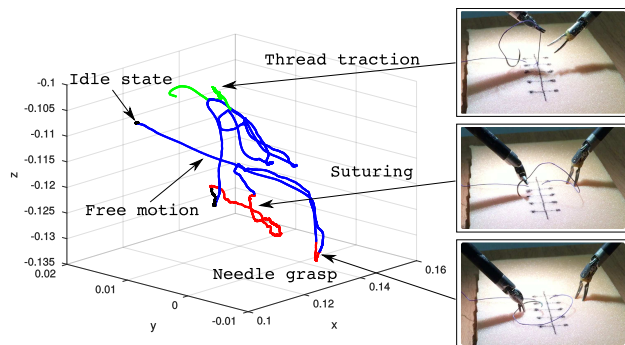 Thread traction
Idle state
Suturing
Free motion
Needle grasp
-0.1
-0.105
-0.11
-0.115
-0.12
-0.125
-0.13
-0.135
z
0.02
0.01
0
-0.01
y
0.1
0.12
0.14
0.16
x